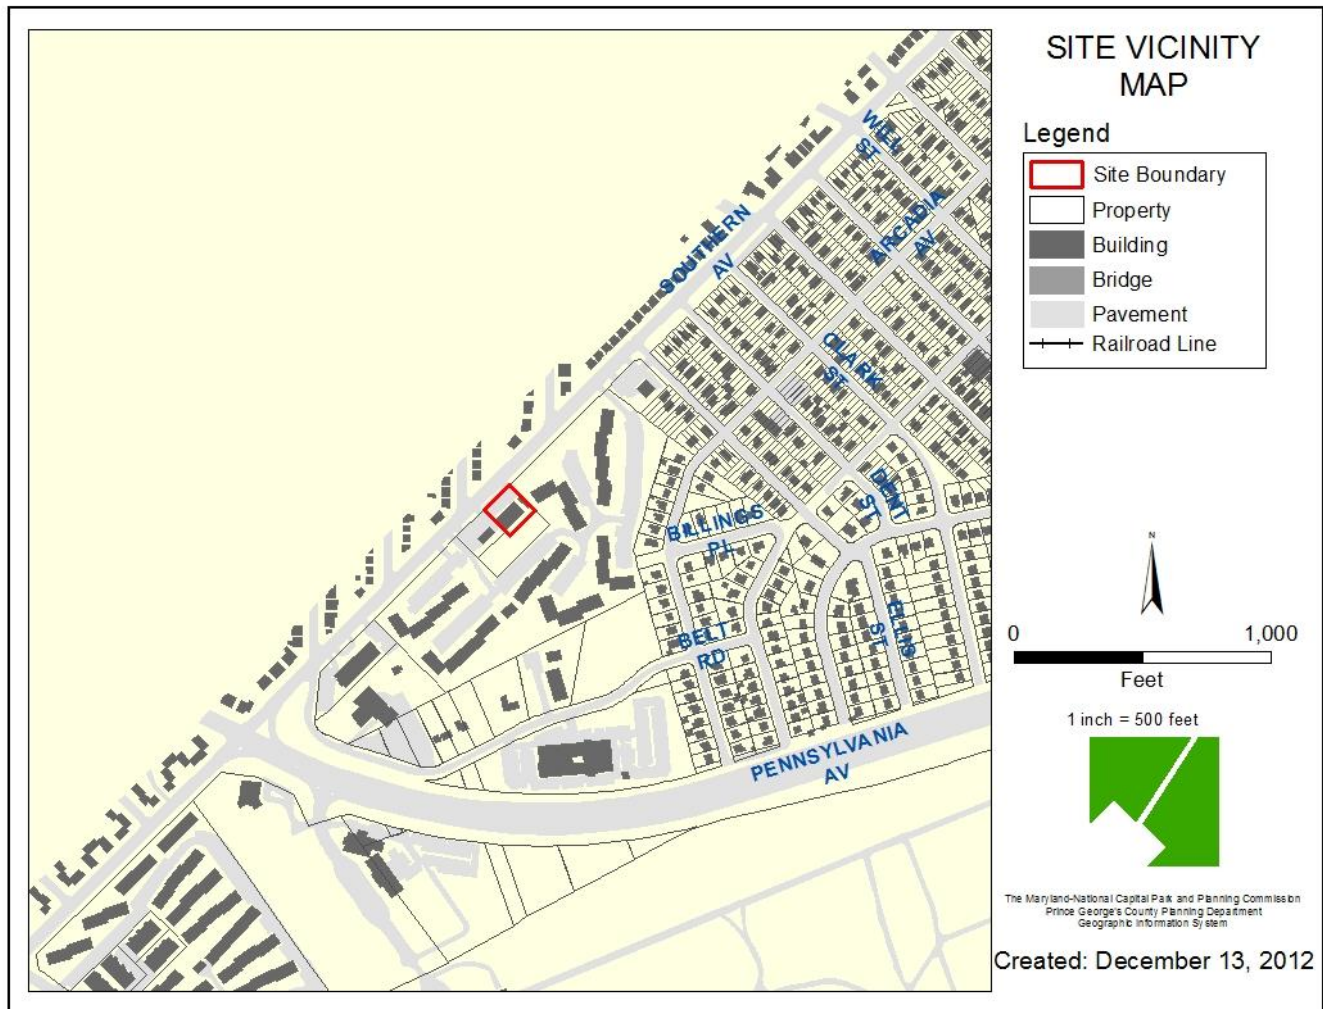 SITE VICINITY
MAP
Legend
Site Boundary
Property
Building
Bridge
Pavement
Railroad Line
WILL
ST
ARCADIA
AV
SOUTHERN
AV
CLARK
ST
DENT
ST
BILLINGS
PL
ELLIS
ST
BELT
RD
PENNSYLVANIA
AV
N
0 1,000
Feet
1 inch = 500 feet
The Maryland-National Capital Park and Planning Commission
Prince George's County Planning Department
Geographic Information System
Created: December 13, 2012